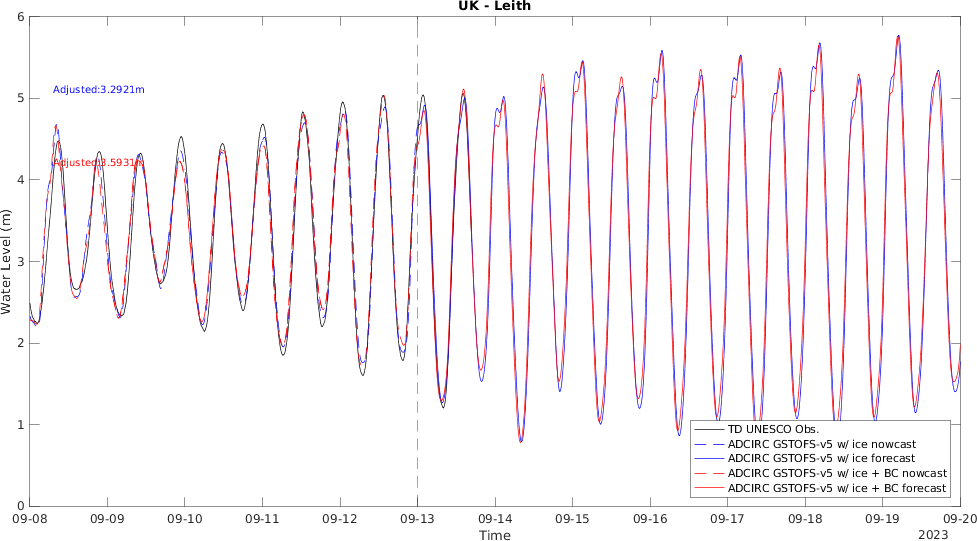 UK - Leith
6
5
4
3
2
1
0
Water Level (m)
Adjusted:3.2921m
Adjusted:3.5931m
TD UNESCO Obs.
ADCIRC GSTOFS-v5 w/ ice nowcast
ADCIRC GSTOFS-v5 w/ ice forecast
ADCIRC GSTOFS-v5 w/ ice + BC nowcast
ADCIRC GSTOFS-v5 w/ ice + BC forecast
09-08 09-09 09-10 09-11 09-12 09-13 09-14 09-15 09-16 09-17 09-18 09-19 09-20
Time
2023